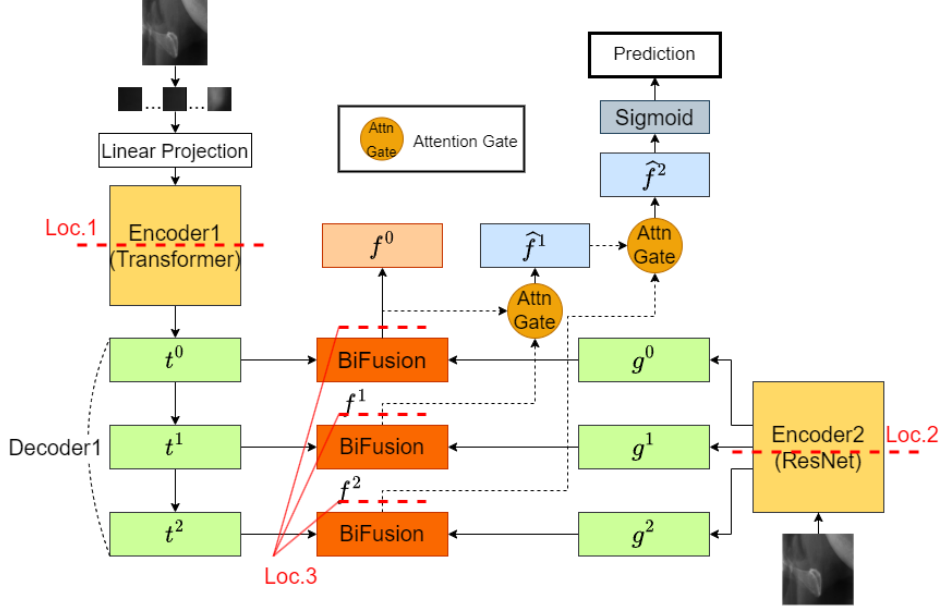 Prediction
Sigmoid
Attn
Gate
Attention Gate
Linear Projection
f̂²
Loc.1
Encoder1
(Transformer)
f⁰
f̂¹
Attn
Gate
Attn
Gate
t⁰
BiFusion
g⁰
f¹
Decoder1
t¹
BiFusion
g¹
Encoder2
(ResNet)
Loc.2
f²
t²
BiFusion
g²
Loc.3